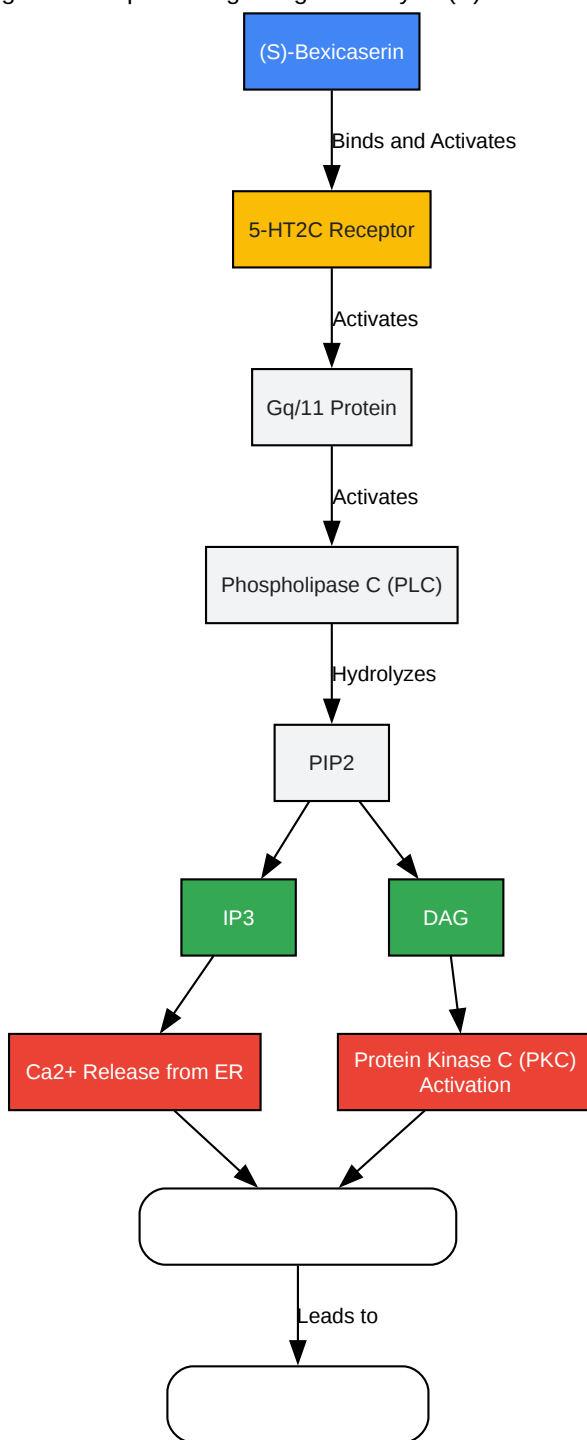 (S)-Bexicaserin
Binds and Activates
5-HT2C Receptor
Activates
Gq/11 Protein
Activates
Phospholipase C (PLC)
Hydrolyzes
PIP2
IP3
DAG
Ca2+ Release from ER
Protein Kinase C (PKC)
Activation
Leads to